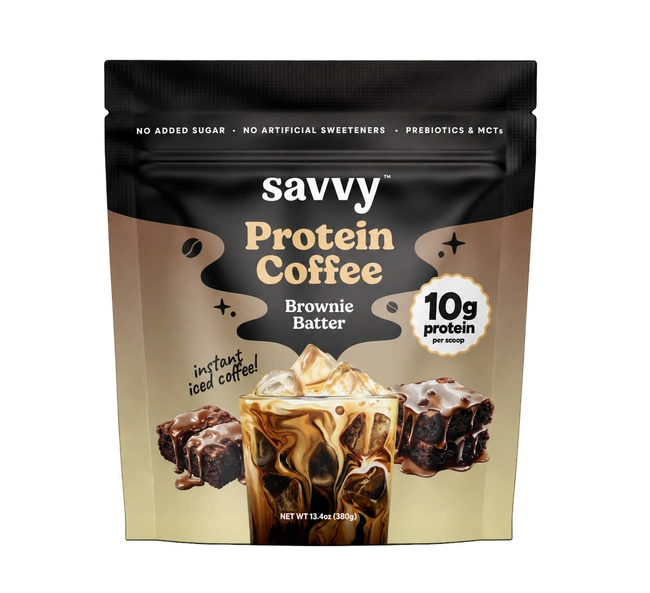 NO ADDED SUGAR • NO ARTIFICIAL SWEETENERS • PREBIOTICS & MCTs
savvy™
Protein
Coffee
Brownie
Batter
10g
protein
per scoop
instant
iced coffee!
NET WT 13.4oz (380g)